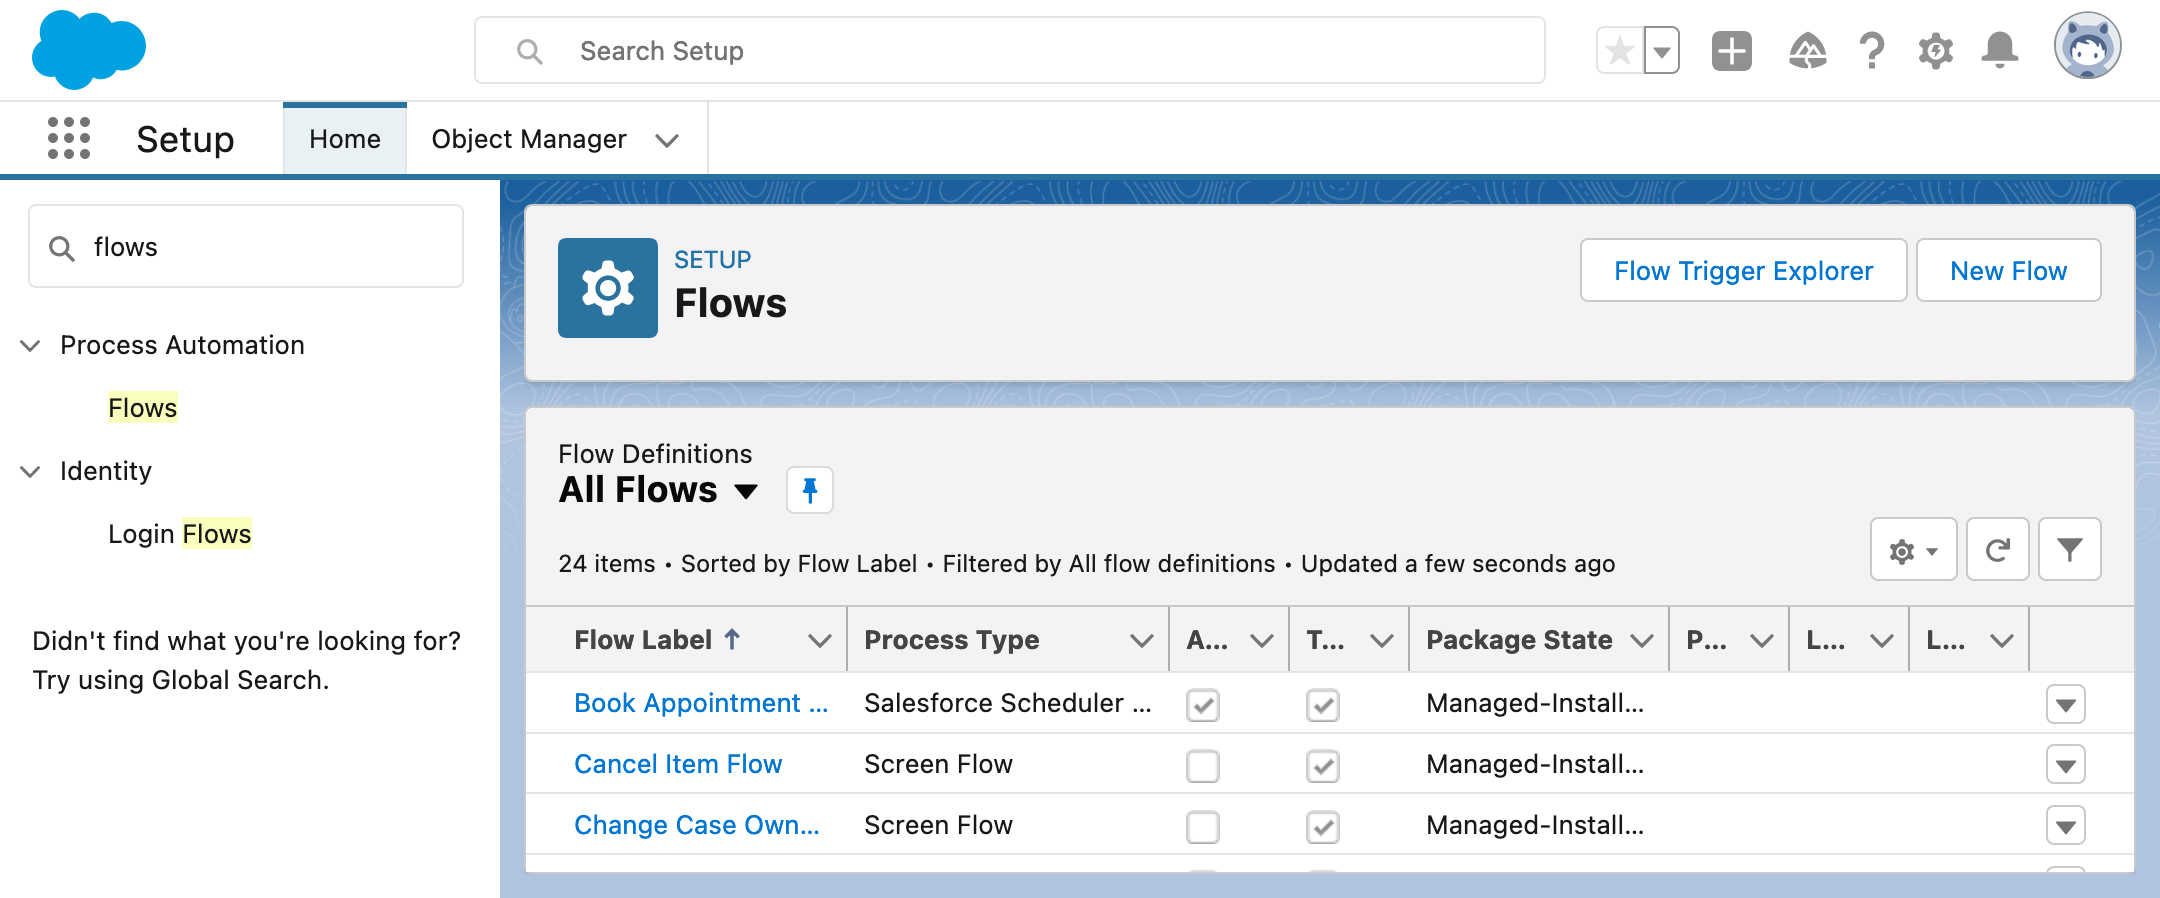 Search Setup
Setup
Home
Object Manager
flows
Process Automation
Flows
Identity
Login Flows
Didn't find what you're looking for?
Try using Global Search.
SETUP
Flows
Flow Trigger Explorer
New Flow
Flow Definitions
All Flows
24 items • Sorted by Flow Label • Filtered by All flow definitions • Updated a few seconds ago
Flow Label Process Type A... T... Package State P... L... L...
Book Appointment ... Salesforce Scheduler ... Managed-Install...
Cancel Item Flow Screen Flow Managed-Install...
Change Case Own... Screen Flow Managed-Install...